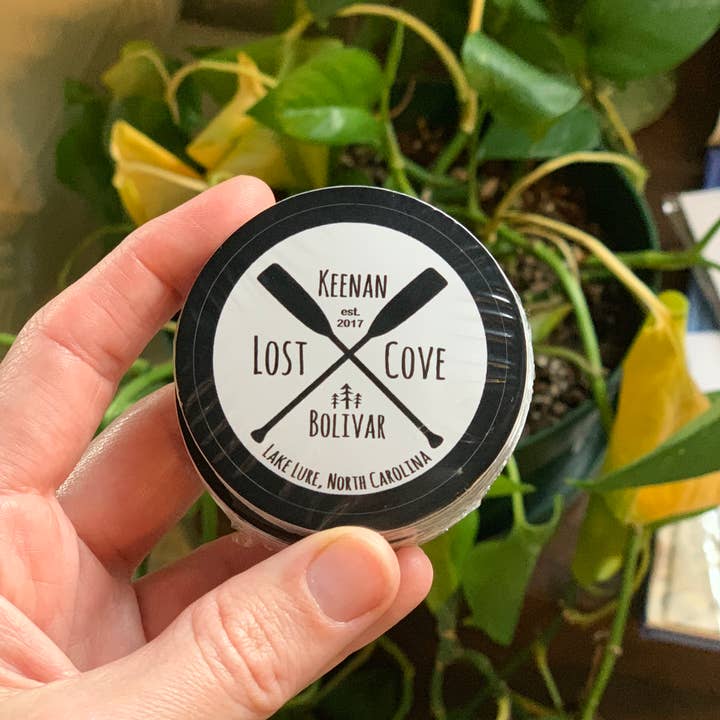 KEENAN
est.
2017
LOST COVE
BOLIVAR
LAKE LURE, NORTH CAROLINA